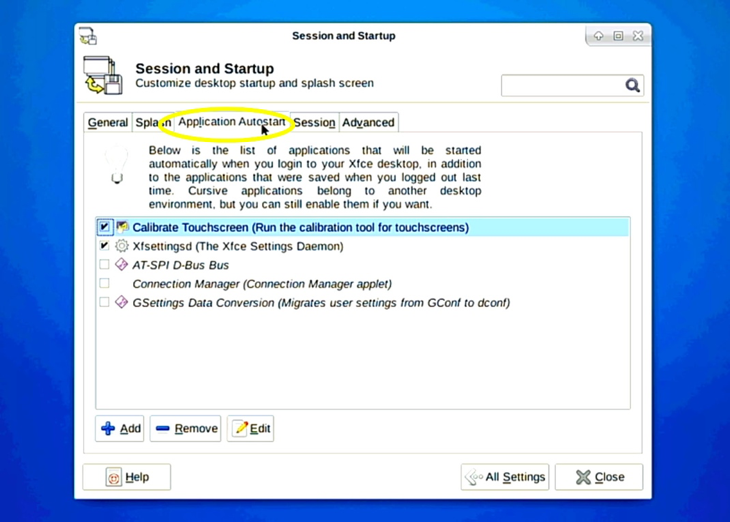 Session and Startup
Session and Startup
Customize desktop startup and splash screen
General Splash Application Autostart Session Advanced
Below is the list of applications that will be started
automatically when you login to your Xfce desktop, in addition
to the applications that were saved when you logged out last
time. Cursive applications belong to another desktop
environment, but you can still enable them if you want.
Calibrate Touchscreen (Run the calibration tool for touchscreens)
Xfsettingsd (The Xfce Settings Daemon)
AT-SPI D-Bus Bus
Connection Manager (Connection Manager applet)
GSettings Data Conversion (Migrates user settings from GConf to dconf)
Add Remove Edit
Help All Settings Close